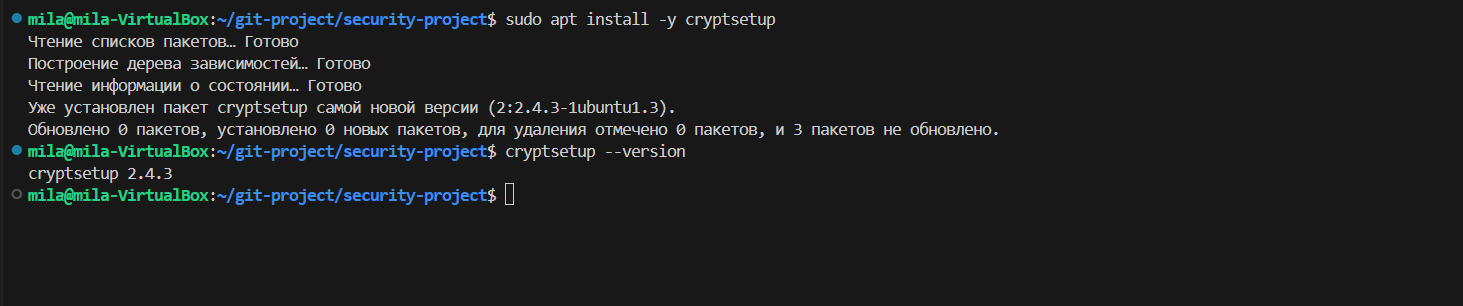 mila@mila-VirtualBox:~/git-project/security-project$ sudo apt install -y cryptsetup
Чтение списков пакетов… Готово
Построение дерева зависимостей… Готово
Чтение информации о состоянии… Готово
Уже установлен пакет cryptsetup самой новой версии (2:2.4.3-1ubuntu1.3).
Обновлено 0 пакетов, установлено 0 новых пакетов, для удаления отмечено 0 пакетов, и 3 пакетов не обновлено.
mila@mila-VirtualBox:~/git-project/security-project$ cryptsetup --version
cryptsetup 2.4.3
mila@mila-VirtualBox:~/git-project/security-project$